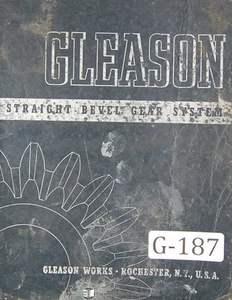 GLEASON
STRAIGHT BEVEL GEAR SYSTEM
G-187
GLEASON WORKS - ROCHESTER, N.Y., U.S.A.